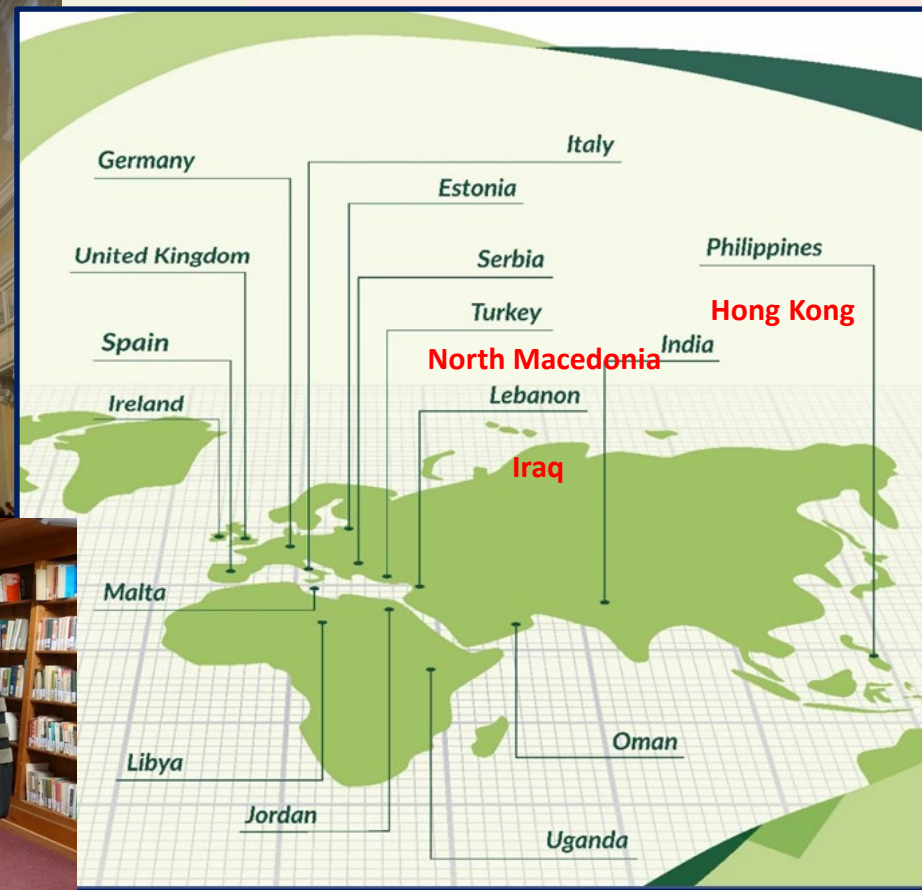 Italy
Germany
Estonia
United Kingdom
Serbia
Philippines
Turkey
Hong Kong
Spain
North Macedonia
India
Ireland
Lebanon
Iraq
Malta
Oman
Libya
Jordan
Uganda